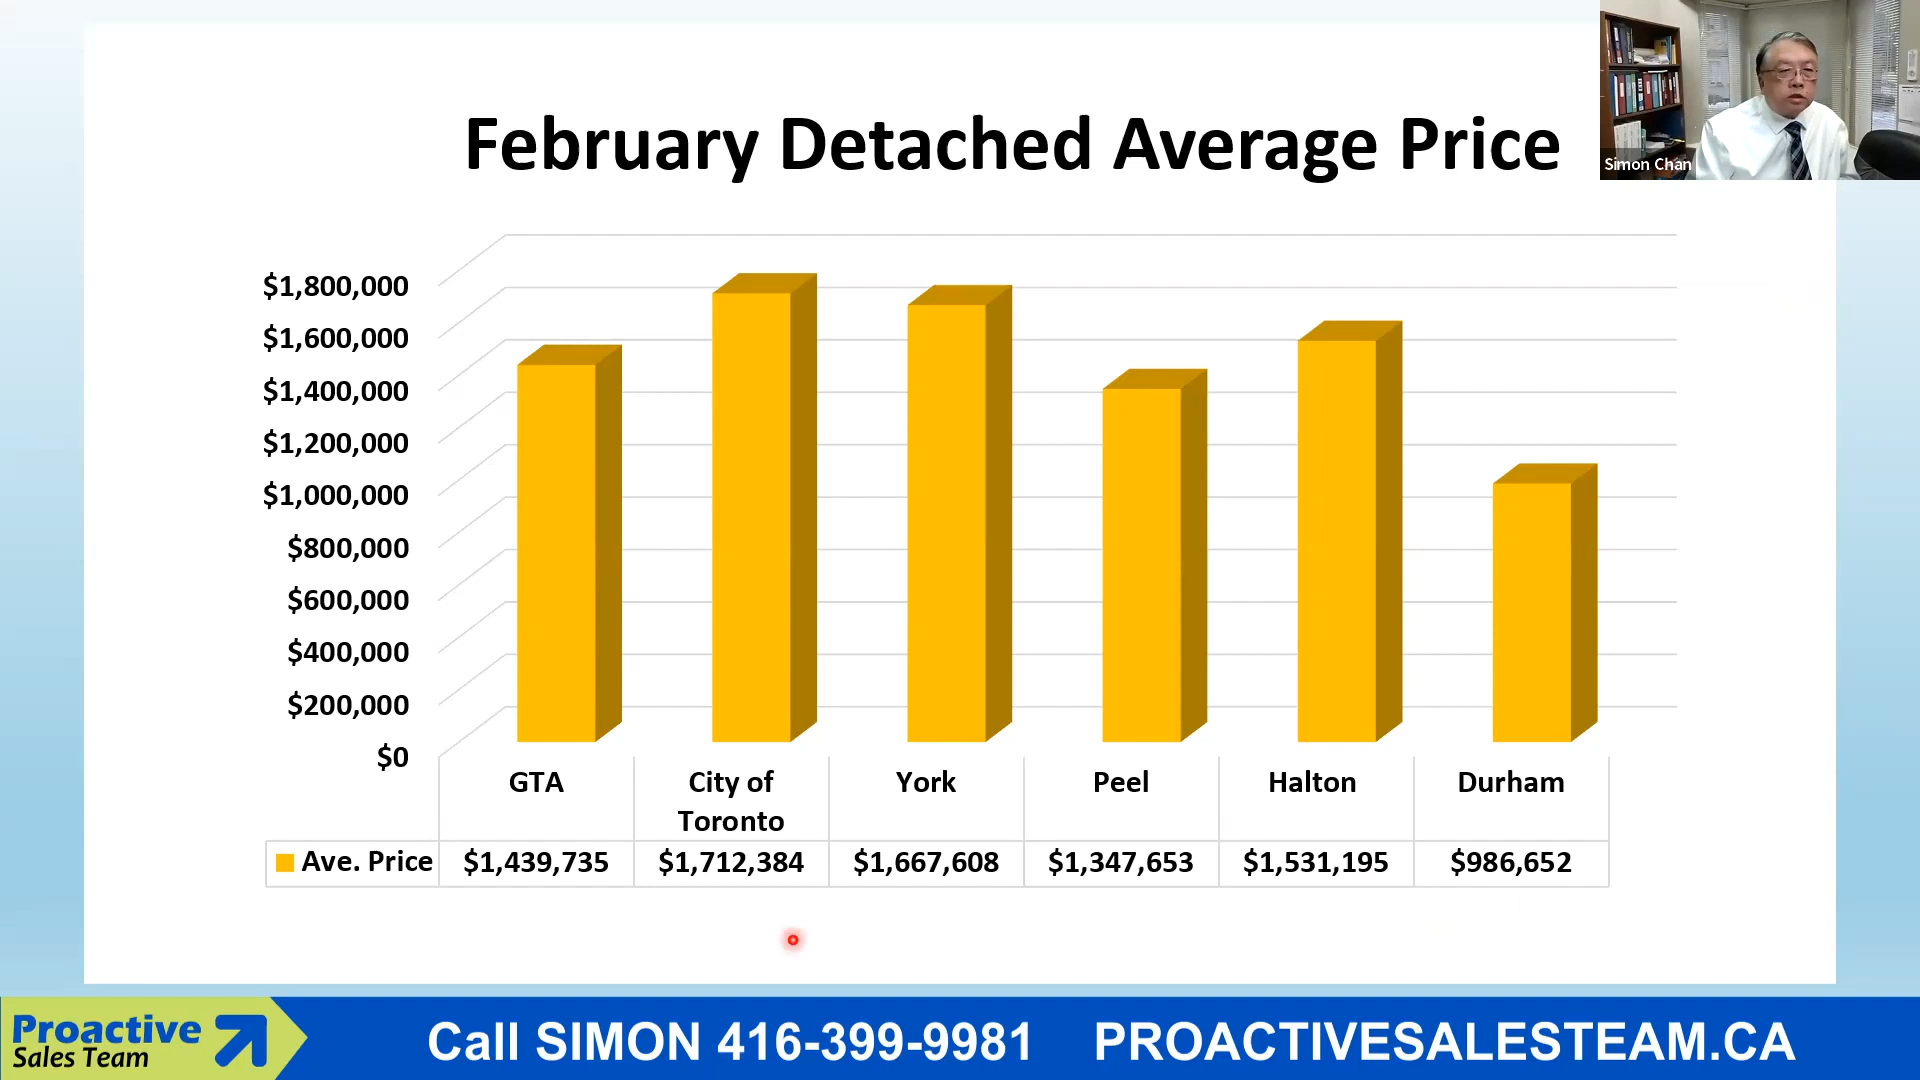 February Detached Average Price
Simon Chan
$1,800,000
$1,600,000
$1,400,000
$1,200,000
$1,000,000
$800,000
$600,000
$400,000
$200,000
$0
GTA
City of
Toronto
York
Peel
Halton
Durham
Ave. Price $1,439,735 $1,712,384 $1,667,608 $1,347,653 $1,531,195 $986,652
Proactive
Sales Team
Call SIMON 416-399-9981 PROACTIVESALESTEAM.CA